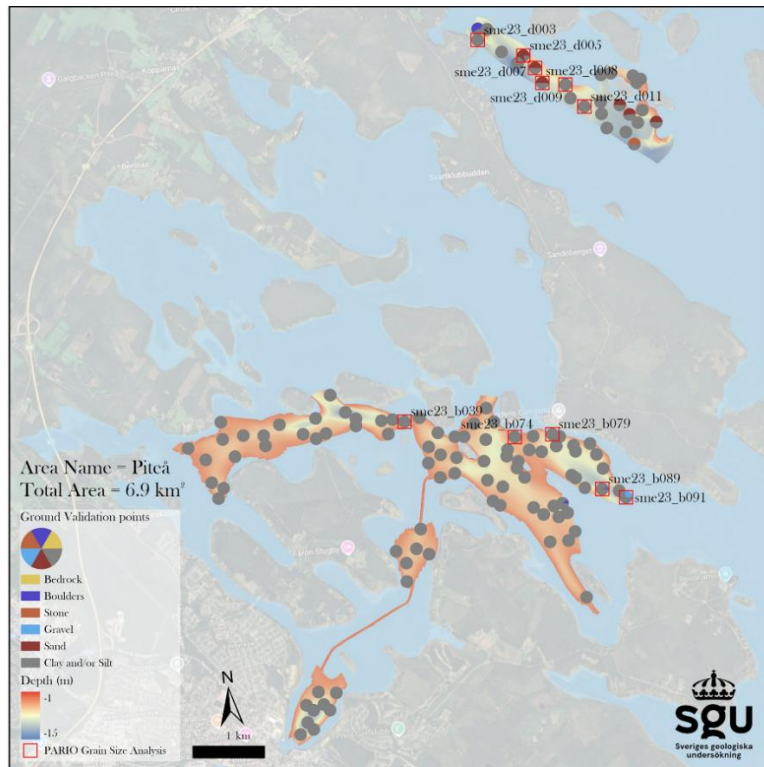 sme23_d003
sme23_d005
sme23_d007
sme23_d008
sme23_d009
sme23_d011
Svartklubbudden
Sandöberget
sme23_b039
sme23_b074
sme23_b079
sme23_b089
sme23_b091
Area Name = Piteå
Total Area = 6.9 km²
Ground Validation points
Bedrock
Boulders
Stone
Gravel
Sand
Clay and/or Silt
Depth (m)
-1
-1.5
PARIO Grain Size Analysis
N
1 km
SGU
Sveriges geologiska
undersökning